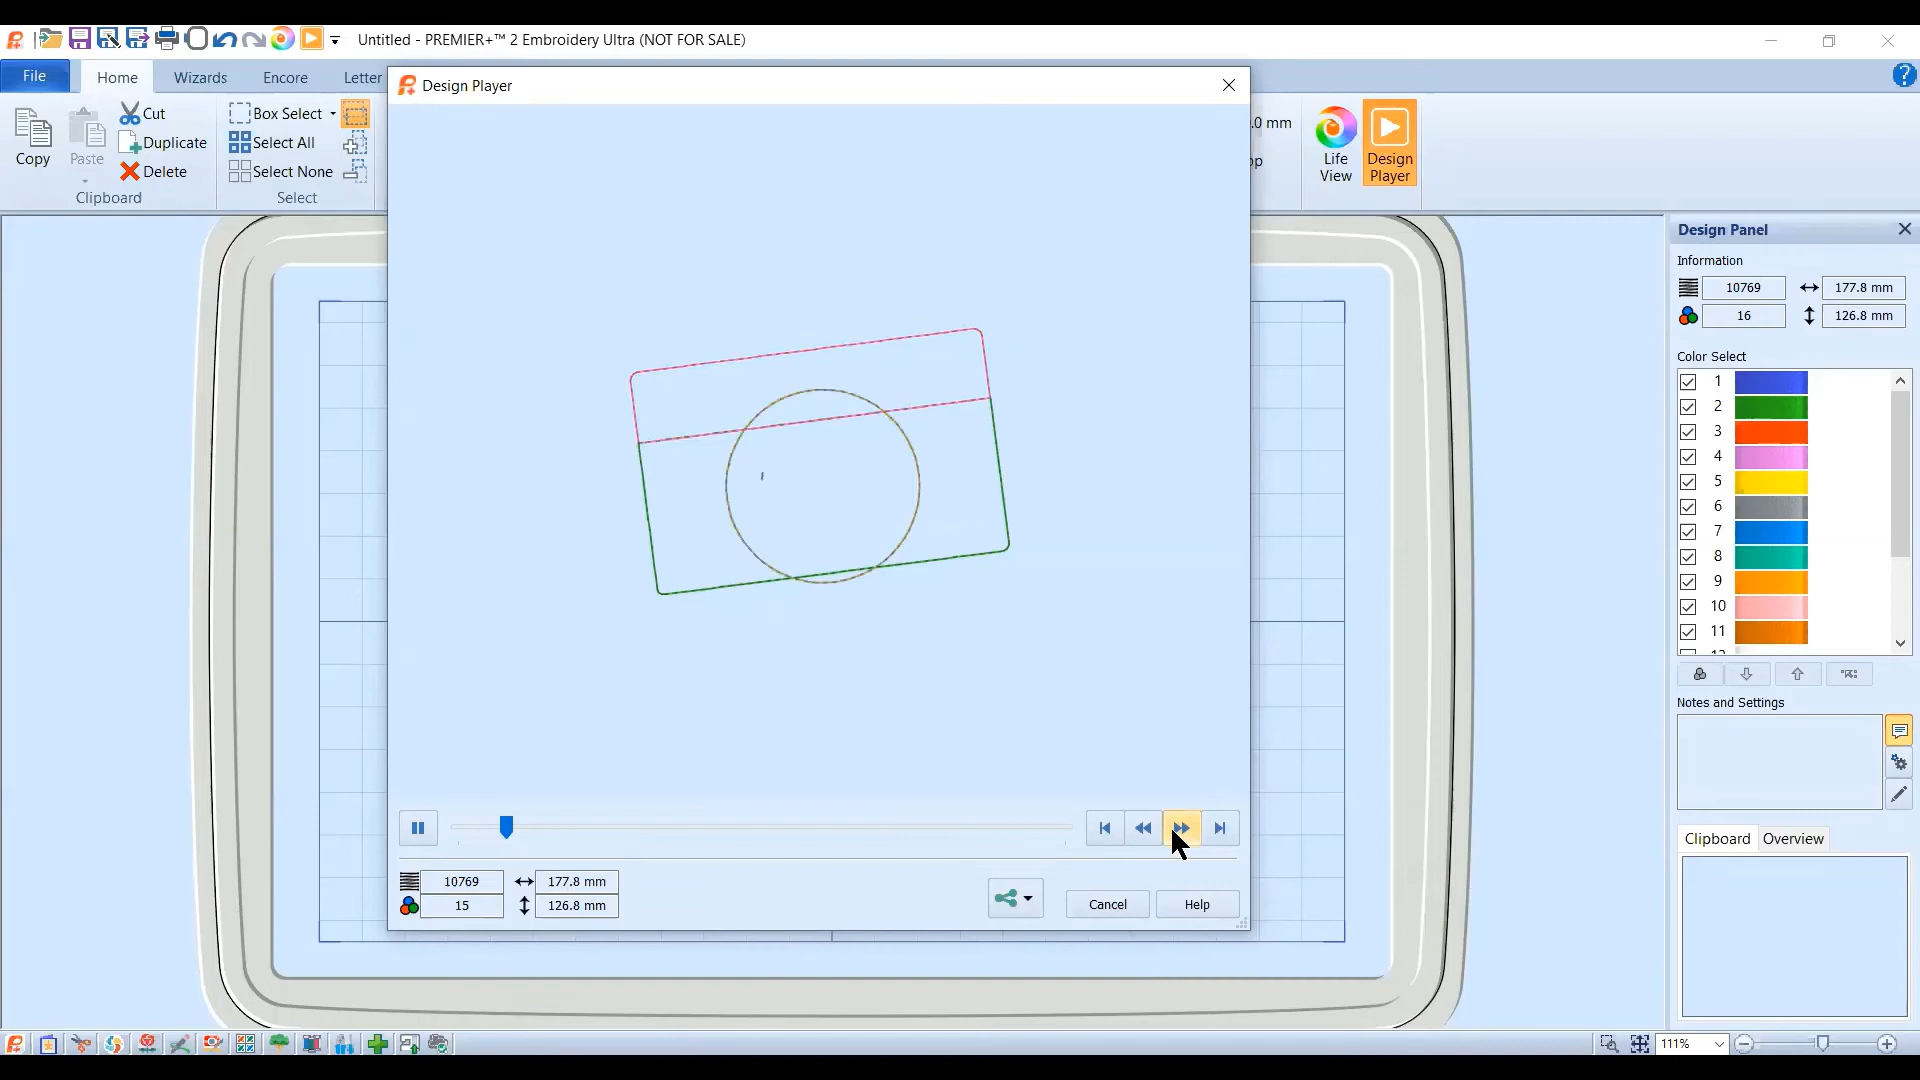 Untitled - PREMIER+™ 2 Embroidery Ultra (NOT FOR SALE)
File
Home
Wizards
Encore
Letter
Copy
Paste
Cut
Duplicate
Delete
Clipboard
Box Select
Select All
Select None
Select
Design Player
.0 mm
op
Life
View
Design
Player
Design Panel
Information
10769
177.8 mm
16
126.8 mm
Color Select
1
2
3
4
5
6
7
8
9
10
11
12
Notes and Settings
Clipboard
Overview
10769
177.8 mm
15
126.8 mm
Cancel
Help
111%